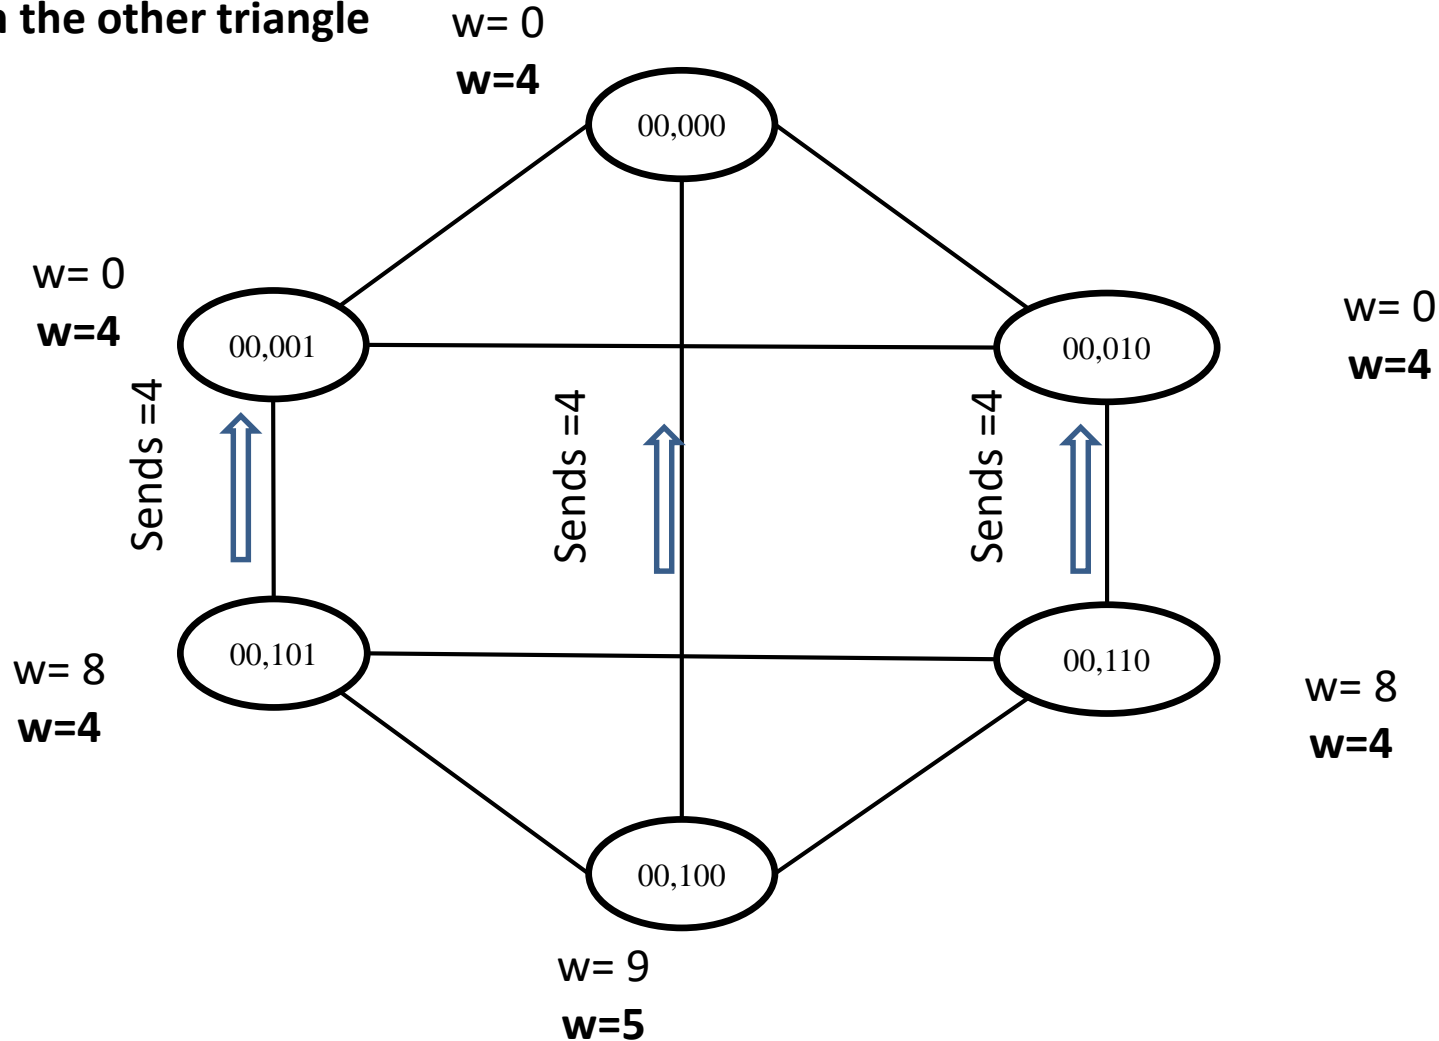 the other triangle
w= 0
w=4
00,000
w= 0
w=4
00,001
00,010
w= 0
w=4
Sends =4
Sends =4
Sends =4
w= 8
w=4
00,101
00,110
w= 8
w=4
00,100
w= 9
w=5